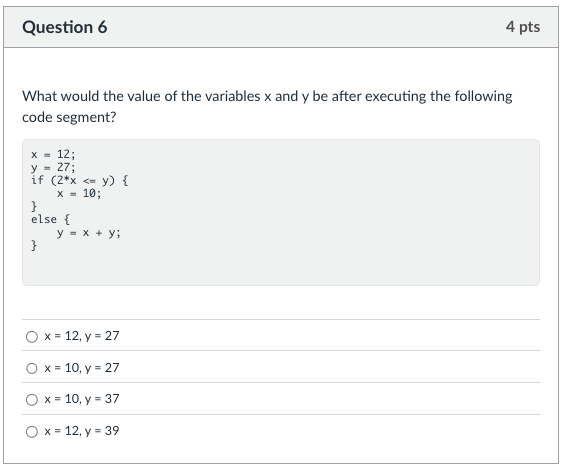 Question 6
4 pts
What would the value of the variables x and y be after executing the following
code segment?
x = 12;
y = 27;
if (2*x <= y) {
    x = 10;
}
else {
    y = x + y;
}
x = 12, y = 27
x = 10, y = 27
x = 10, y = 37
x = 12, y = 39